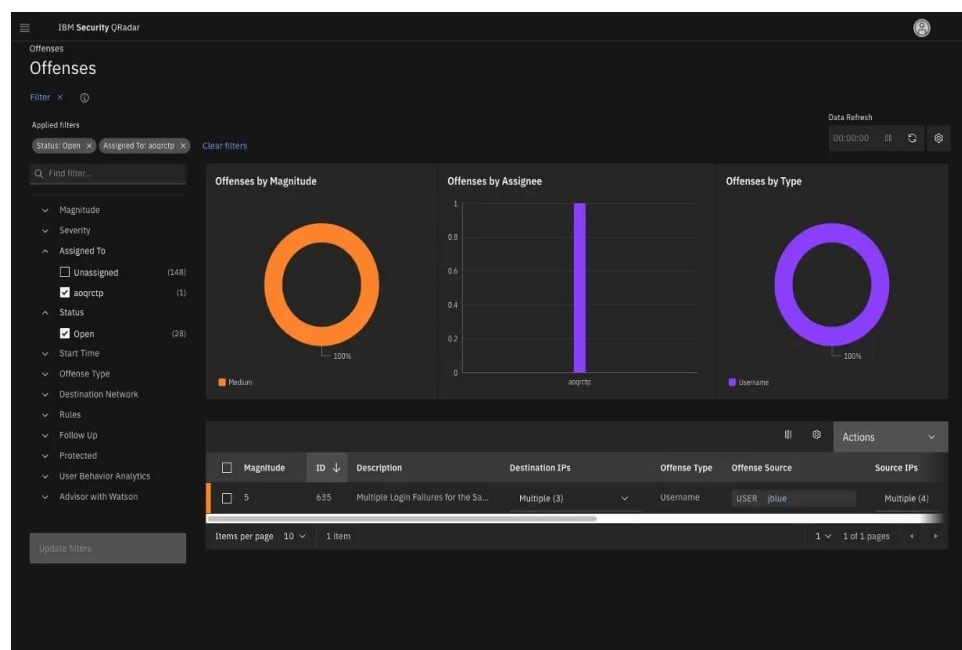 IBM Security QRadar
Offenses
Offenses
Filter ×
Data Refresh
00:00:00
Applied filters
Status: Open × Assigned To: aoqrctp × Clear filters
Find filter...
Magnitude
Severity
Assigned To
Unassigned (148)
aoqrctp (1)
Status
Open (28)
Start Time
Offense Type
Destination Network
Rules
Follow Up
Protected
User Behavior Analytics
Advisor with Watson
Update filters
Offenses by Magnitude
100%
Medium
Offenses by Assignee
1
0.8
0.6
0.4
0.2
0
aoqrctp
Offenses by Type
100%
Username
Actions
Magnitude ID ↓ Description Destination IPs Offense Type Offense Source Source IPs
5 635 Multiple Login Failures for the Sa... Multiple (3) Username USER jblue Multiple (4)
Items per page 10 1 item 1 1 of 1 pages